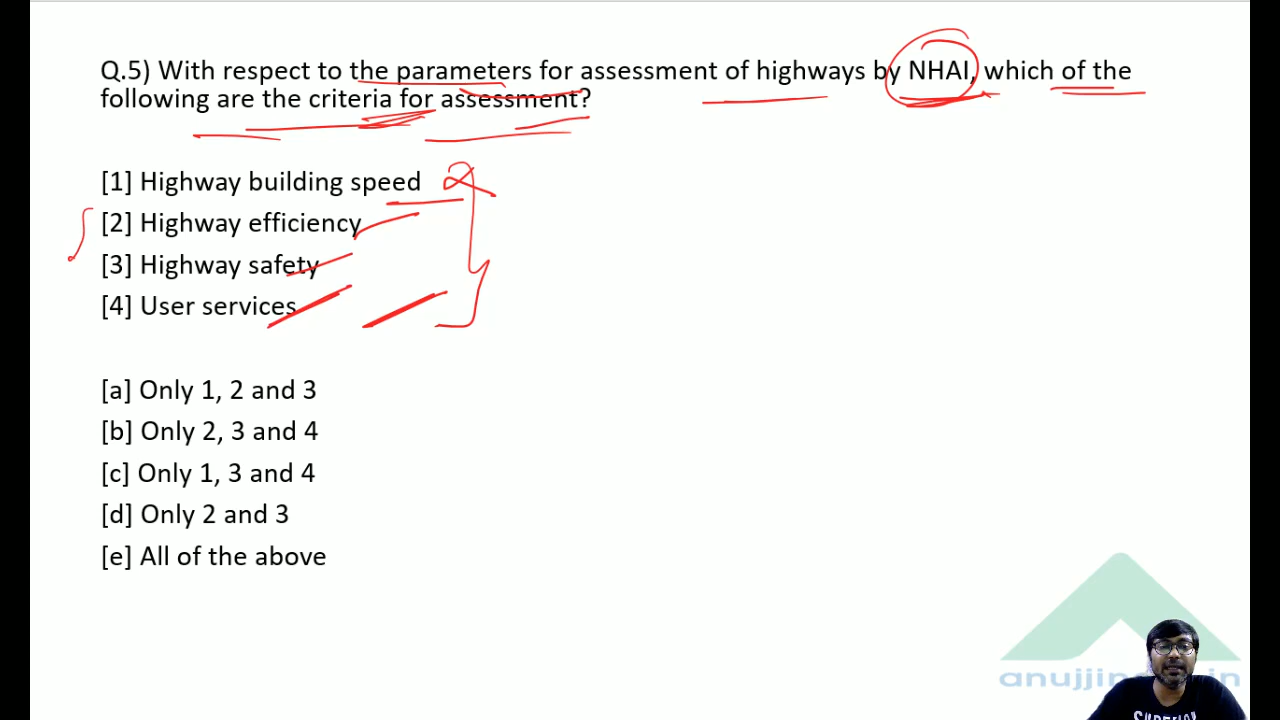 Q.5) With respect to the parameters for assessment of highways by NHAI, which of the
following are the criteria for assessment?
[1] Highway building speed
[2] Highway efficiency
[3] Highway safety
[4] User services
[a] Only 1, 2 and 3
[b] Only 2, 3 and 4
[c] Only 1, 3 and 4
[d] Only 2 and 3
[e] All of the above